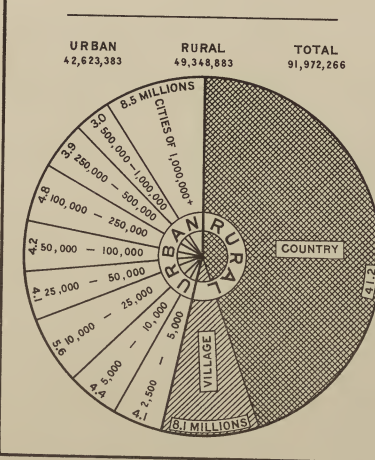 URBAN
42,623,383
RURAL
49,348,883
TOTAL
91,972,266
8.5 MILLIONS
CITIES OF 1,000,000+
3.0
500,000 — 1,000,000
3.9
250,000 — 500,000
4.8
100,000 — 250,000
4.2
50,000 — 100,000
4.1
25,000 — 50,000
5.6
10,000 — 25,000
4.4
5,000 — 10,000
4.1
2,500 — 5,000
URBAN
RURAL
VILLAGE
8.1 MILLIONS
COUNTRY
41.2